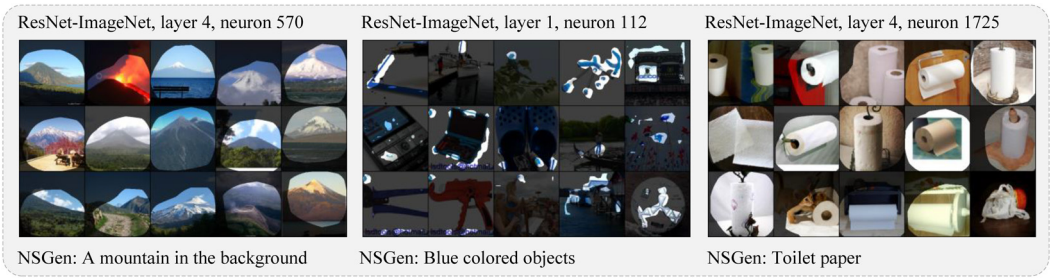 ResNet-ImageNet, layer 4, neuron 570
ResNet-ImageNet, layer 1, neuron 112
ResNet-ImageNet, layer 4, neuron 1725
NSGen: A mountain in the background
NSGen: Blue colored objects
NSGen: Toilet paper